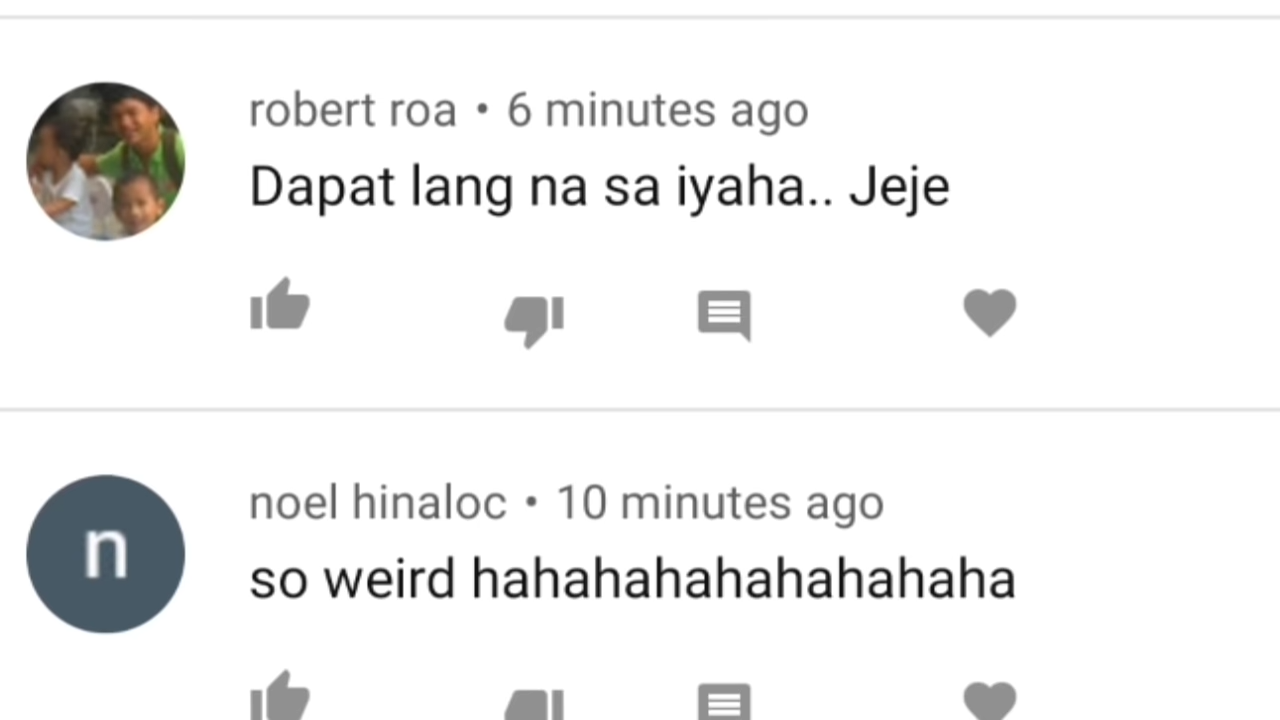 robert roa • 6 minutes ago
Dapat lang na sa iyaha.. Jeje
n
noel hinaloc • 10 minutes ago
so weird hahahahahahahahaha